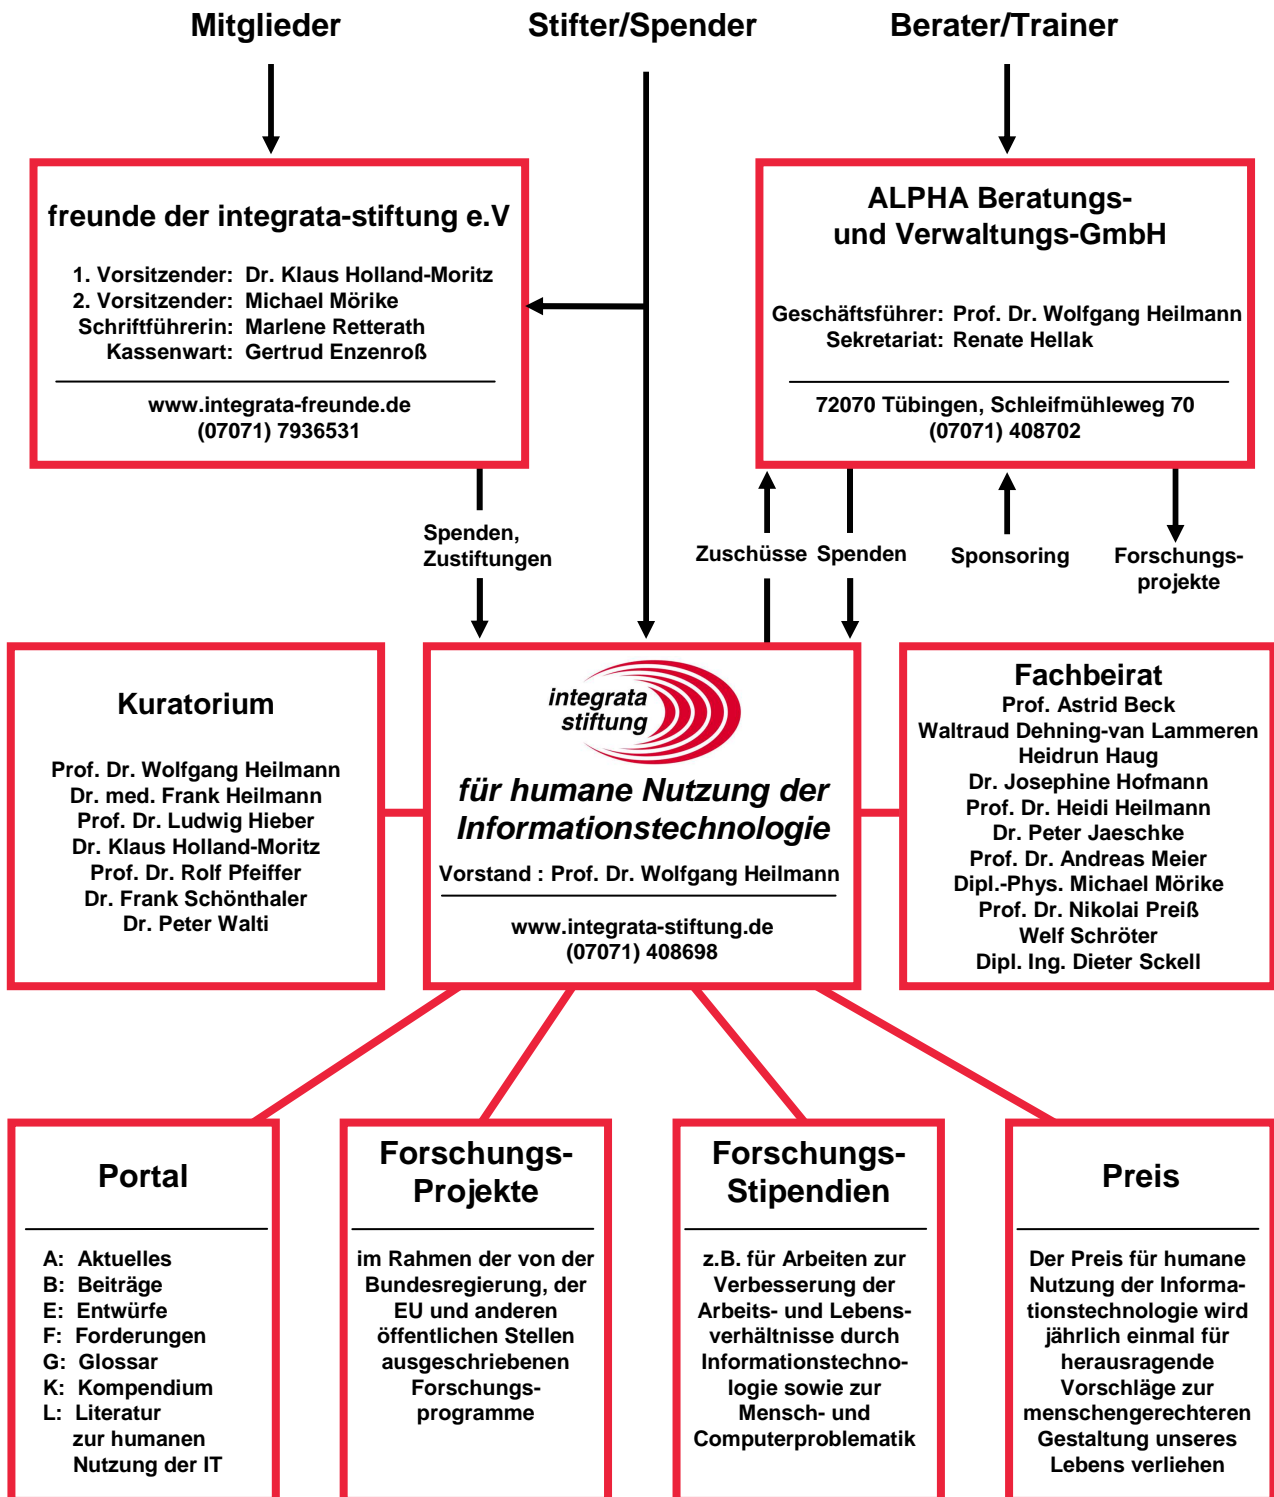 Mitglieder
Stifter/Spender
Berater/Trainer
freunde der integrata-stiftung e.V
1. Vorsitzender: Dr. Klaus Holland-Moritz
2. Vorsitzender: Michael Mörike
Schriftführerin: Marlene Retterath
Kassenwart: Gertrud Enzenroß
www.integrata-freunde.de
(07071) 7936531
ALPHA Beratungs-
und Verwaltungs-GmbH
Geschäftsführer: Prof. Dr. Wolfgang Heilmann
Sekretariat: Renate Hellak
72070 Tübingen, Schleifmühleweg 70
(07071) 408702
Spenden,
Zustiftungen
Zuschüsse
Spenden
Sponsoring
Forschungs-
projekte
Kuratorium
Prof. Dr. Wolfgang Heilmann
Dr. med. Frank Heilmann
Prof. Dr. Ludwig Hieber
Dr. Klaus Holland-Moritz
Prof. Dr. Rolf Pfeiffer
Dr. Frank Schönthaler
Dr. Peter Walti
integrata
stiftung
für humane Nutzung der
Informationstechnologie
Vorstand : Prof. Dr. Wolfgang Heilmann
www.integrata-stiftung.de
(07071) 408698
Fachbeirat
Prof. Astrid Beck
Waltraud Dehning-van Lammeren
Heidrun Haug
Dr. Josephine Hofmann
Prof. Dr. Heidi Heilmann
Dr. Peter Jaeschke
Prof. Dr. Andreas Meier
Dipl.-Phys. Michael Mörike
Prof. Dr. Nikolai Preiß
Welf Schröter
Dipl. Ing. Dieter Sckell
Portal
A: Aktuelles
B: Beiträge
E: Entwürfe
F: Forderungen
G: Glossar
K: Kompendium
L: Literatur
zur humanen
Nutzung der IT
Forschungs-
Projekte
im Rahmen der von der
Bundesregierung, der
EU und anderen
öffentlichen Stellen
ausgeschriebenen
Forschungs-
programme
Forschungs-
Stipendien
z.B. für Arbeiten zur
Verbesserung der
Arbeits- und Lebens-
verhältnisse durch
Informationstechno-
logie sowie zur
Mensch- und
Computerproblematik
Preis
Der Preis für humane
Nutzung der Informa-
tionstechnologie wird
jährlich einmal für
herausragende
Vorschläge zur
menschengerechteren
Gestaltung unseres
Lebens verliehen